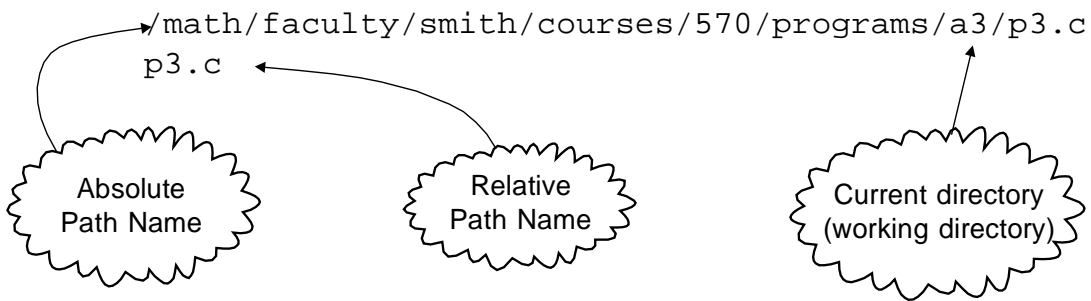 /math/faculty/smith/courses/570/programs/a3/p3.c
p3.c
Absolute
Path Name
Relative
Path Name
Current directory
(working directory)